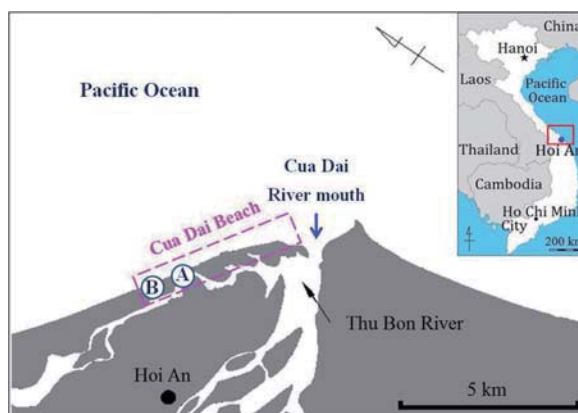 Pacific Ocean
Cua Dai
River mouth
Cua Dai Beach
B
A
Thu Bon River
Hoi An
5 km
China
Hanoi
Laos
Pacific
Ocean
Hoi An
Thailand
Cambodia
Ho Chi Minh
City
200 km